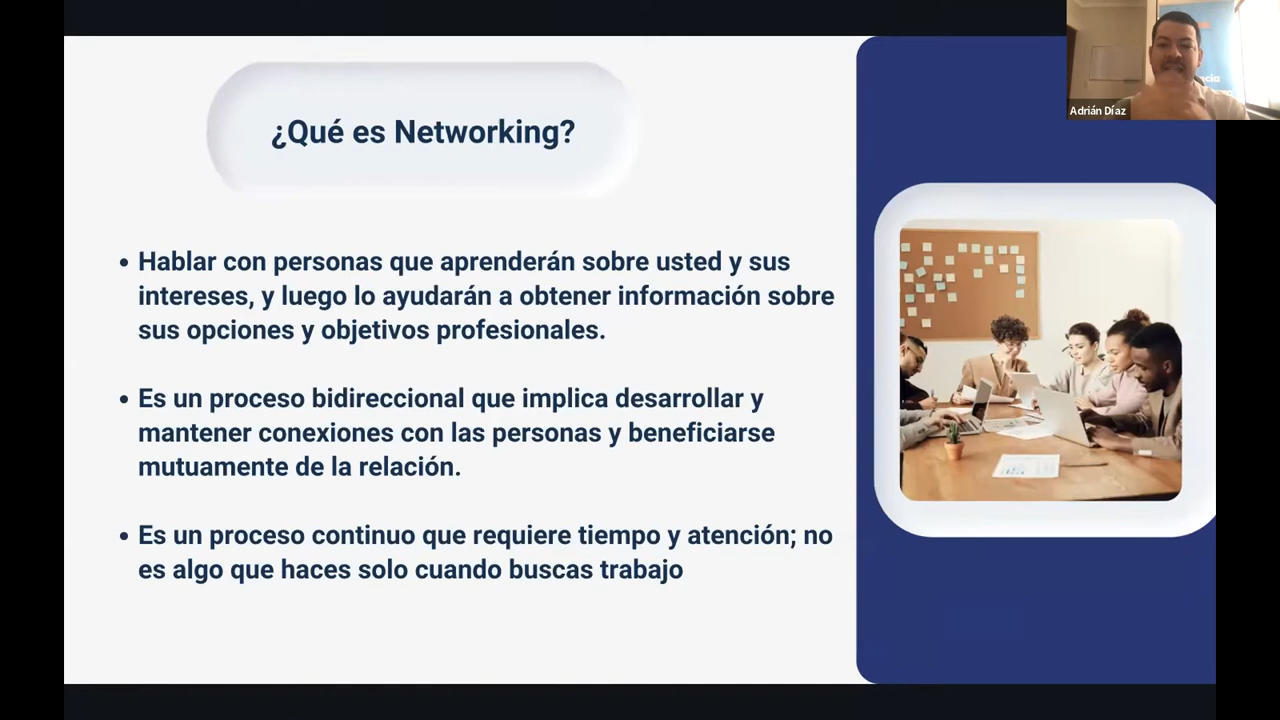 ¿Qué es Networking?
• Hablar con personas que aprenderán sobre usted y sus
intereses, y luego lo ayudarán a obtener información sobre
sus opciones y objetivos profesionales.
• Es un proceso bidireccional que implica desarrollar y
mantener conexiones con las personas y beneficiarse
mutuamente de la relación.
• Es un proceso continuo que requiere tiempo y atención; no
es algo que haces solo cuando buscas trabajo
Adrián Díaz